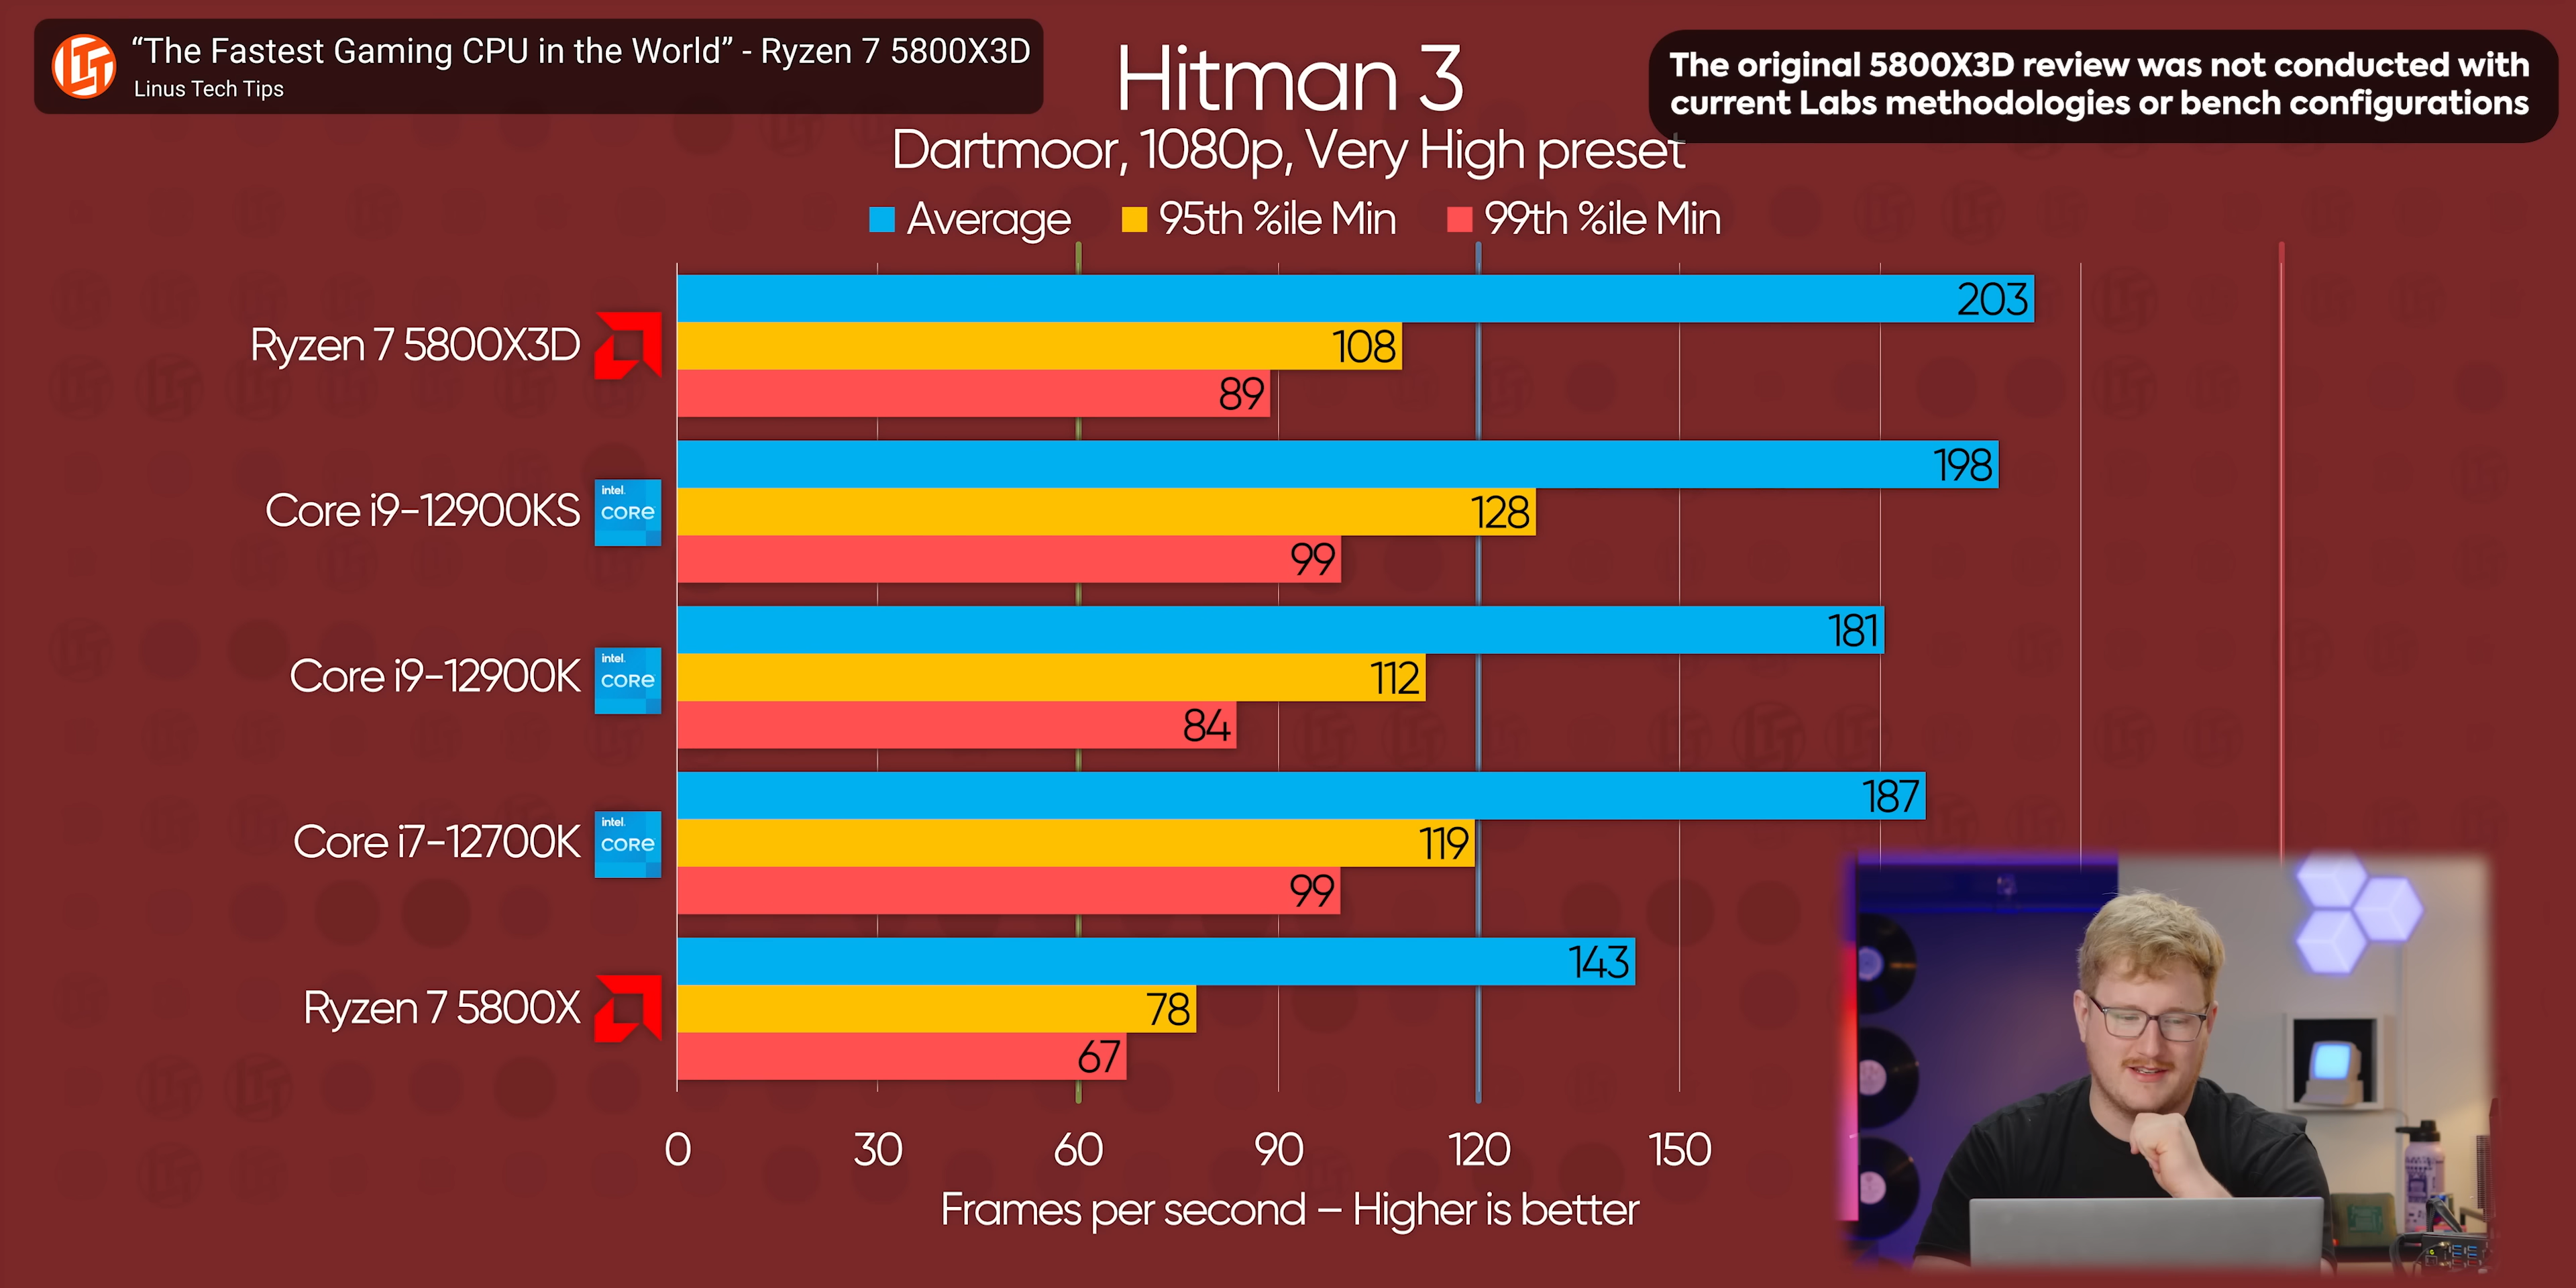 “The Fastest Gaming CPU in the World” - Ryzen 7 5800X3D
Linus Tech Tips
Hitman 3
Dartmoor, 1080p, Very High preset
The original 5800X3D review was not conducted with
current Labs methodologies or bench configurations
Average
95th %ile Min
99th %ile Min
Ryzen 7 5800X3D
203
108
89
Core i9-12900KS
intel.
CORE
198
128
99
Core i9-12900K
intel.
CORE
181
112
84
Core i7-12700K
intel.
CORE
187
119
99
Ryzen 7 5800X
143
78
67
0
30
60
90
120
150
Frames per second – Higher is better